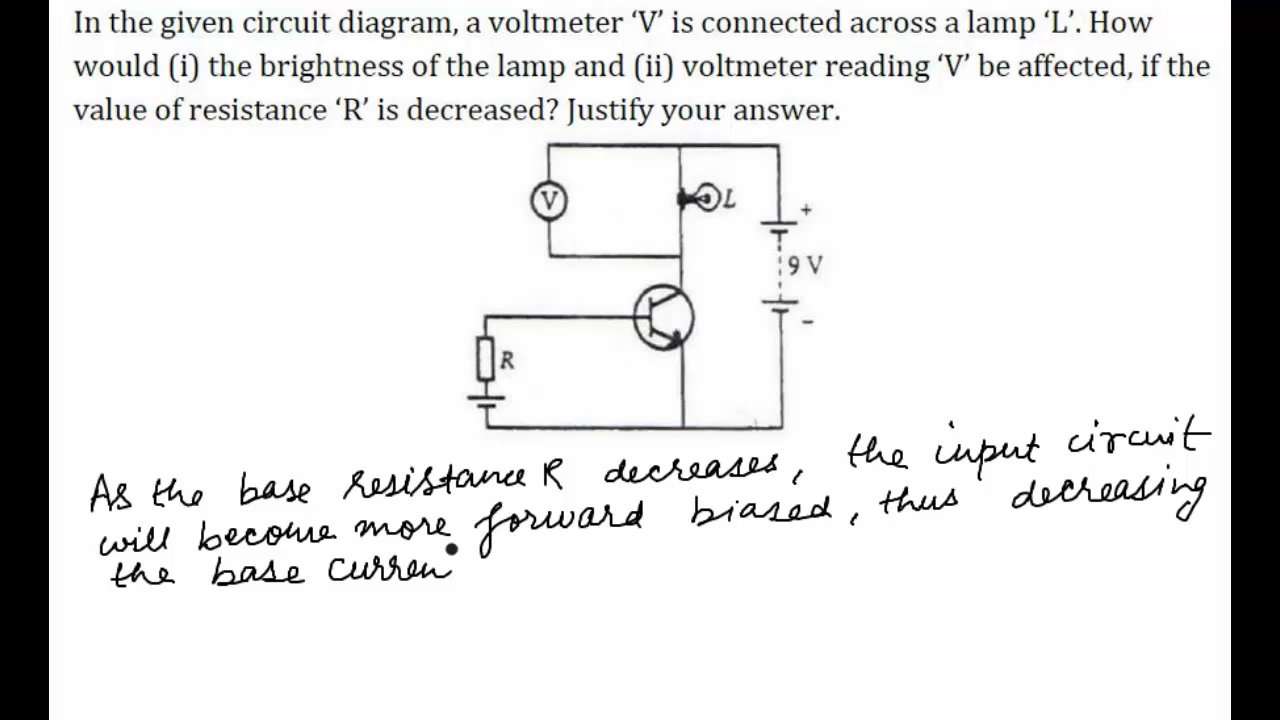 In the given circuit diagram, a voltmeter ‘V’ is connected across a lamp ‘L’. How
would (i) the brightness of the lamp and (ii) voltmeter reading ‘V’ be affected, if the
value of resistance ‘R’ is decreased? Justify your answer.
V
L
+
9 V
–
R
As the base resistance R decreases, the input circuit
will become more forward biased, thus decreasing
the base curren